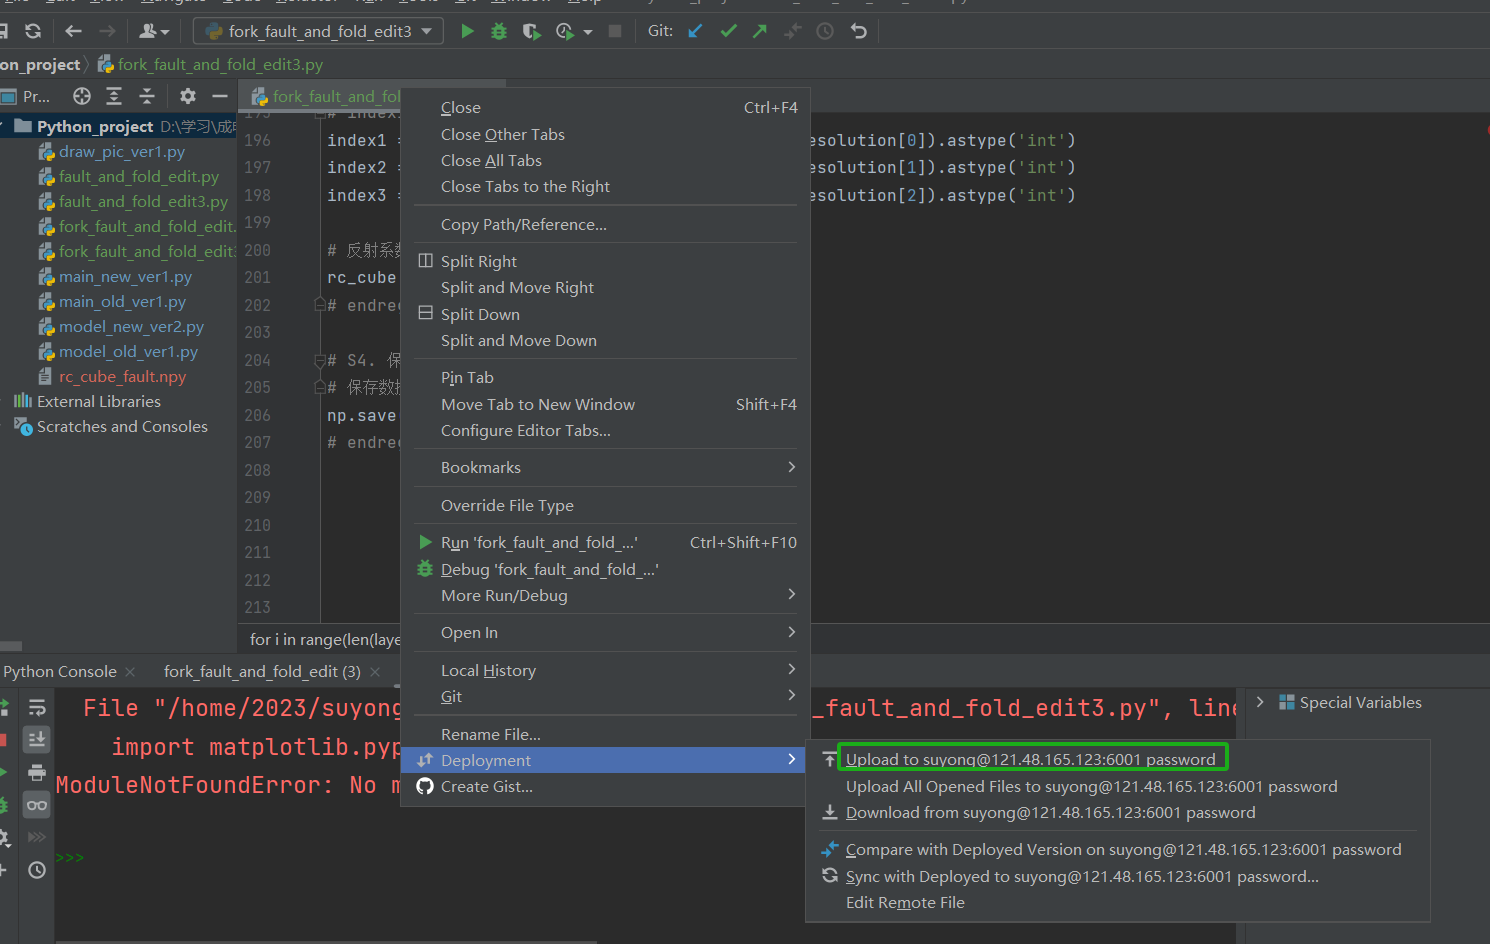 fork_fault_and_fold_edit3
Git:
on_project
fork_fault_and_fold_edit3.py
Pr...
fork_fault_and_fol
Python_project D:\学习\成
draw_pic_ver1.py
fault_and_fold_edit.py
fault_and_fold_edit3.py
fork_fault_and_fold_edit.
fork_fault_and_fold_edit
main_new_ver1.py
main_old_ver1.py
model_new_ver2.py
model_old_ver1.py
rc_cube_fault.npy
External Libraries
Scratches and Consoles
195 # index
196 index1 = esolution[0]).astype('int')
197 index2 = esolution[1]).astype('int')
198 index3 = esolution[2]).astype('int')
199
200 # 反射系数
201 rc_cube
202 # endreg
203
204 # S4. 保
205 # 保存数据
206 np.save
207 # endreg
208
209
210
211
212
213
for i in range(len(laye
Close Ctrl+F4
Close Other Tabs
Close All Tabs
Close Tabs to the Right
Copy Path/Reference...
Split Right
Split and Move Right
Split Down
Split and Move Down
Pin Tab
Move Tab to New Window Shift+F4
Configure Editor Tabs...
Bookmarks
Override File Type
Run 'fork_fault_and_fold_...' Ctrl+Shift+F10
Debug 'fork_fault_and_fold_...'
More Run/Debug
Open In
Local History
Git
Rename File...
Deployment
Create Gist...
Upload to suyong@121.48.165.123:6001 password
Upload All Opened Files to suyong@121.48.165.123:6001 password
Download from suyong@121.48.165.123:6001 password
Compare with Deployed Version on suyong@121.48.165.123:6001 password
Sync with Deployed to suyong@121.48.165.123:6001 password...
Edit Remote File
Python Console
fork_fault_and_fold_edit (3)
File "/home/2023/suyong _fault_and_fold_edit3.py", line
import matplotlib.pyp
ModuleNotFoundError: No m
>>>
Special Variables